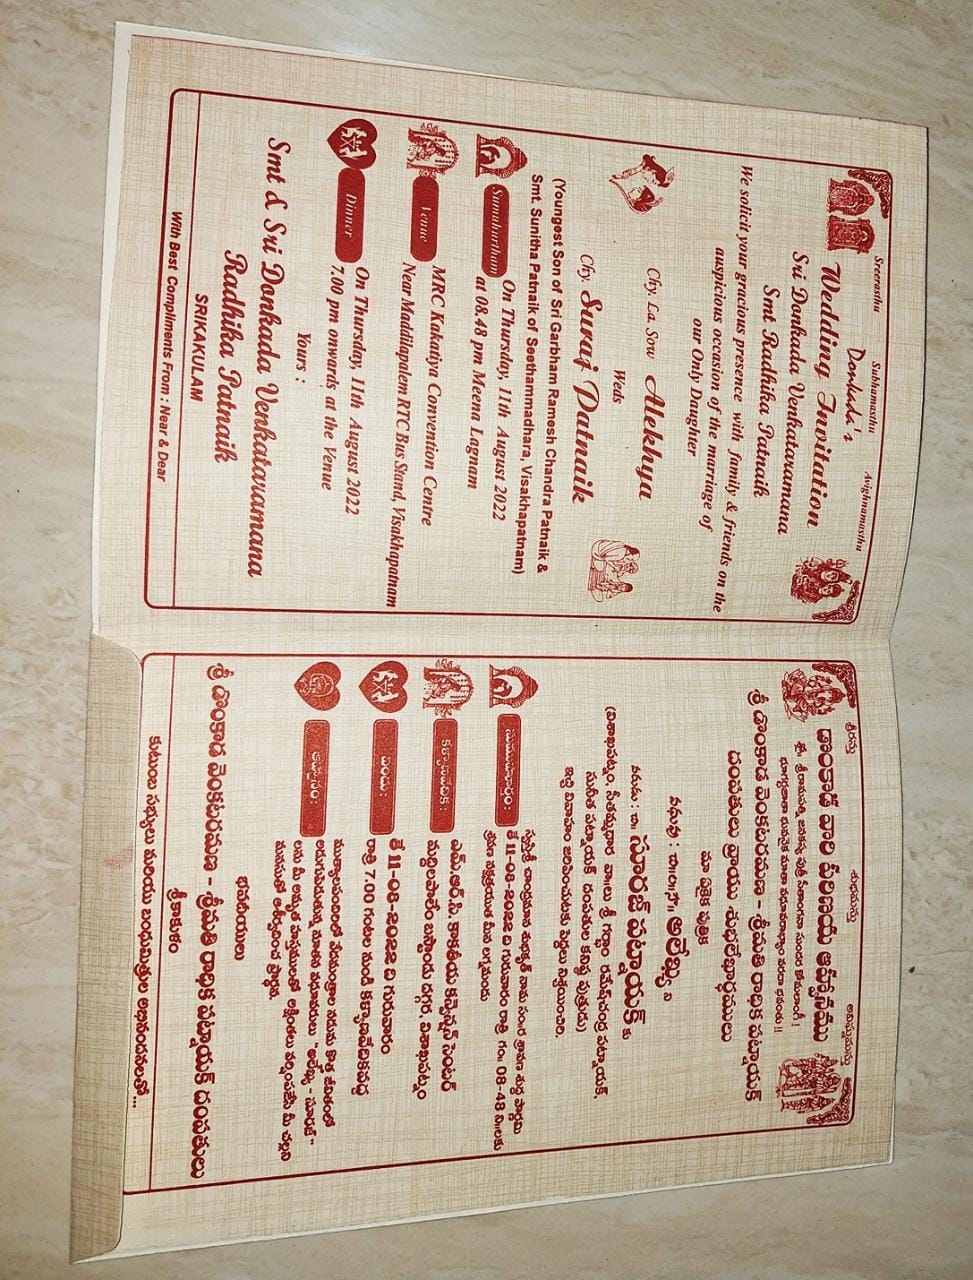 Sreerasthu Subhamasthu Avighnamasthu
Donkada's
Wedding Invitation
Sri Donkada Venkataramana
Smt Radhika Patnaik
We solicit your gracious presence with family & friends on the
auspicious occasion of the marriage of
our Only Daughter
Chy. La. Sow Alekhya
Weds
Chy. Suraj Patnaik
(Youngest Son of Sri Garbham Ramesh Chandra Patnaik &
Smt. Sunitha Patnaik of Seethammadhara, Visakhapatnam)
Sumuhurtham On Thursday, 11th August 2022
at 08.48 pm Meena Lagnam
Venue MRC Kakatiya Convention Centre
Near Maddilapalem RTC Bus Stand, Visakhapatnam
Dinner On Thursday, 11th August 2022
7.00 pm onwards at the Venue
Yours :
Smt & Sri Donkada Venkataramana
Radhika Patnaik
SRIKAKULAM
With Best Compliments From : Near & Dear
శ్రీరస్తు శుభమస్తు అవిఘ్నమస్తు
డొంకాడ వారి పరిణయ ఆహ్వానము
శ్లో॥ శ్రీరామపత్ని జనకస్య పుత్రీ సీతాంగనా సుందర కోమలాంగీ !
భూగర్భజాతా భువనైక మాతా వధూవరాభ్యాం వరదా భవంతు !!
శ్రీ డొంకాడ వెంకటరమణ - శ్రీమతి రాధిక పట్నాయక్
దంపతులు వ్రాయు శుభలేఖార్థములు
మా ఏకైక పుత్రిక
వధువు : చి॥ల॥సౌ॥ అలేఖ్య ని
వరుడు : చి॥ సూరజ్ పట్నాయక్ కు
(విశాఖపట్నం, సీతమ్మధార వా॥లు శ్రీ గర్భాం రమేష్‌చంద్ర పట్నాయక్,
సునీత పట్నాయక్ దంపతుల కనిష్ఠ పుత్రుడు)
ఇచ్చి వివాహం జరిపించుటకు పెద్దలు నిశ్చయించిరి.
స్వస్తిశ్రీ చాంద్రమాన శుభకృత్ నామ సం॥ర శ్రావణ శుద్ధ పౌర్ణమి
సుముహూర్తం: తే 11-08-2022 ది గురువారం రాత్రి గం॥ 08-48 ని॥లకు
శ్రవణ నక్షత్రయుత మీన లగ్నమందు
కళ్యాణవేదిక : ఎమ్.ఆర్.సి. కాకతీయ కన్వెన్షన్ సెంటర్
మద్దిలపాలెం బస్టాండు దగ్గర, విశాఖపట్నం
విందు: తే 11-08-2022 ది గురువారం
రాత్రి 7.00 గంటల నుండి కళ్యాణవేదికవద్ద
ముత్యాలపందిరిలో వేదమంత్రాల నడుమ కొత్త జీవితంలో
ఆహ్వానం: అడుగుపెడుతున్న నూతన వధూవరులు "అలేఖ్య - సూరజ్"
లను మీ అమృత హస్తములతో అక్షింతలు వర్షింపజేసి మీ చల్లని
మనసుతో ఆశీర్వదించ ప్రార్థన.
భవదీయులు
శ్రీ డొంకాడ వెంకటరమణ - శ్రీమతి రాధిక పట్నాయక్ దంపతులు
శ్రీకాకుళం
కుటుంబ సభ్యులు మరియు బంధుమిత్రుల అభినందనలతో...